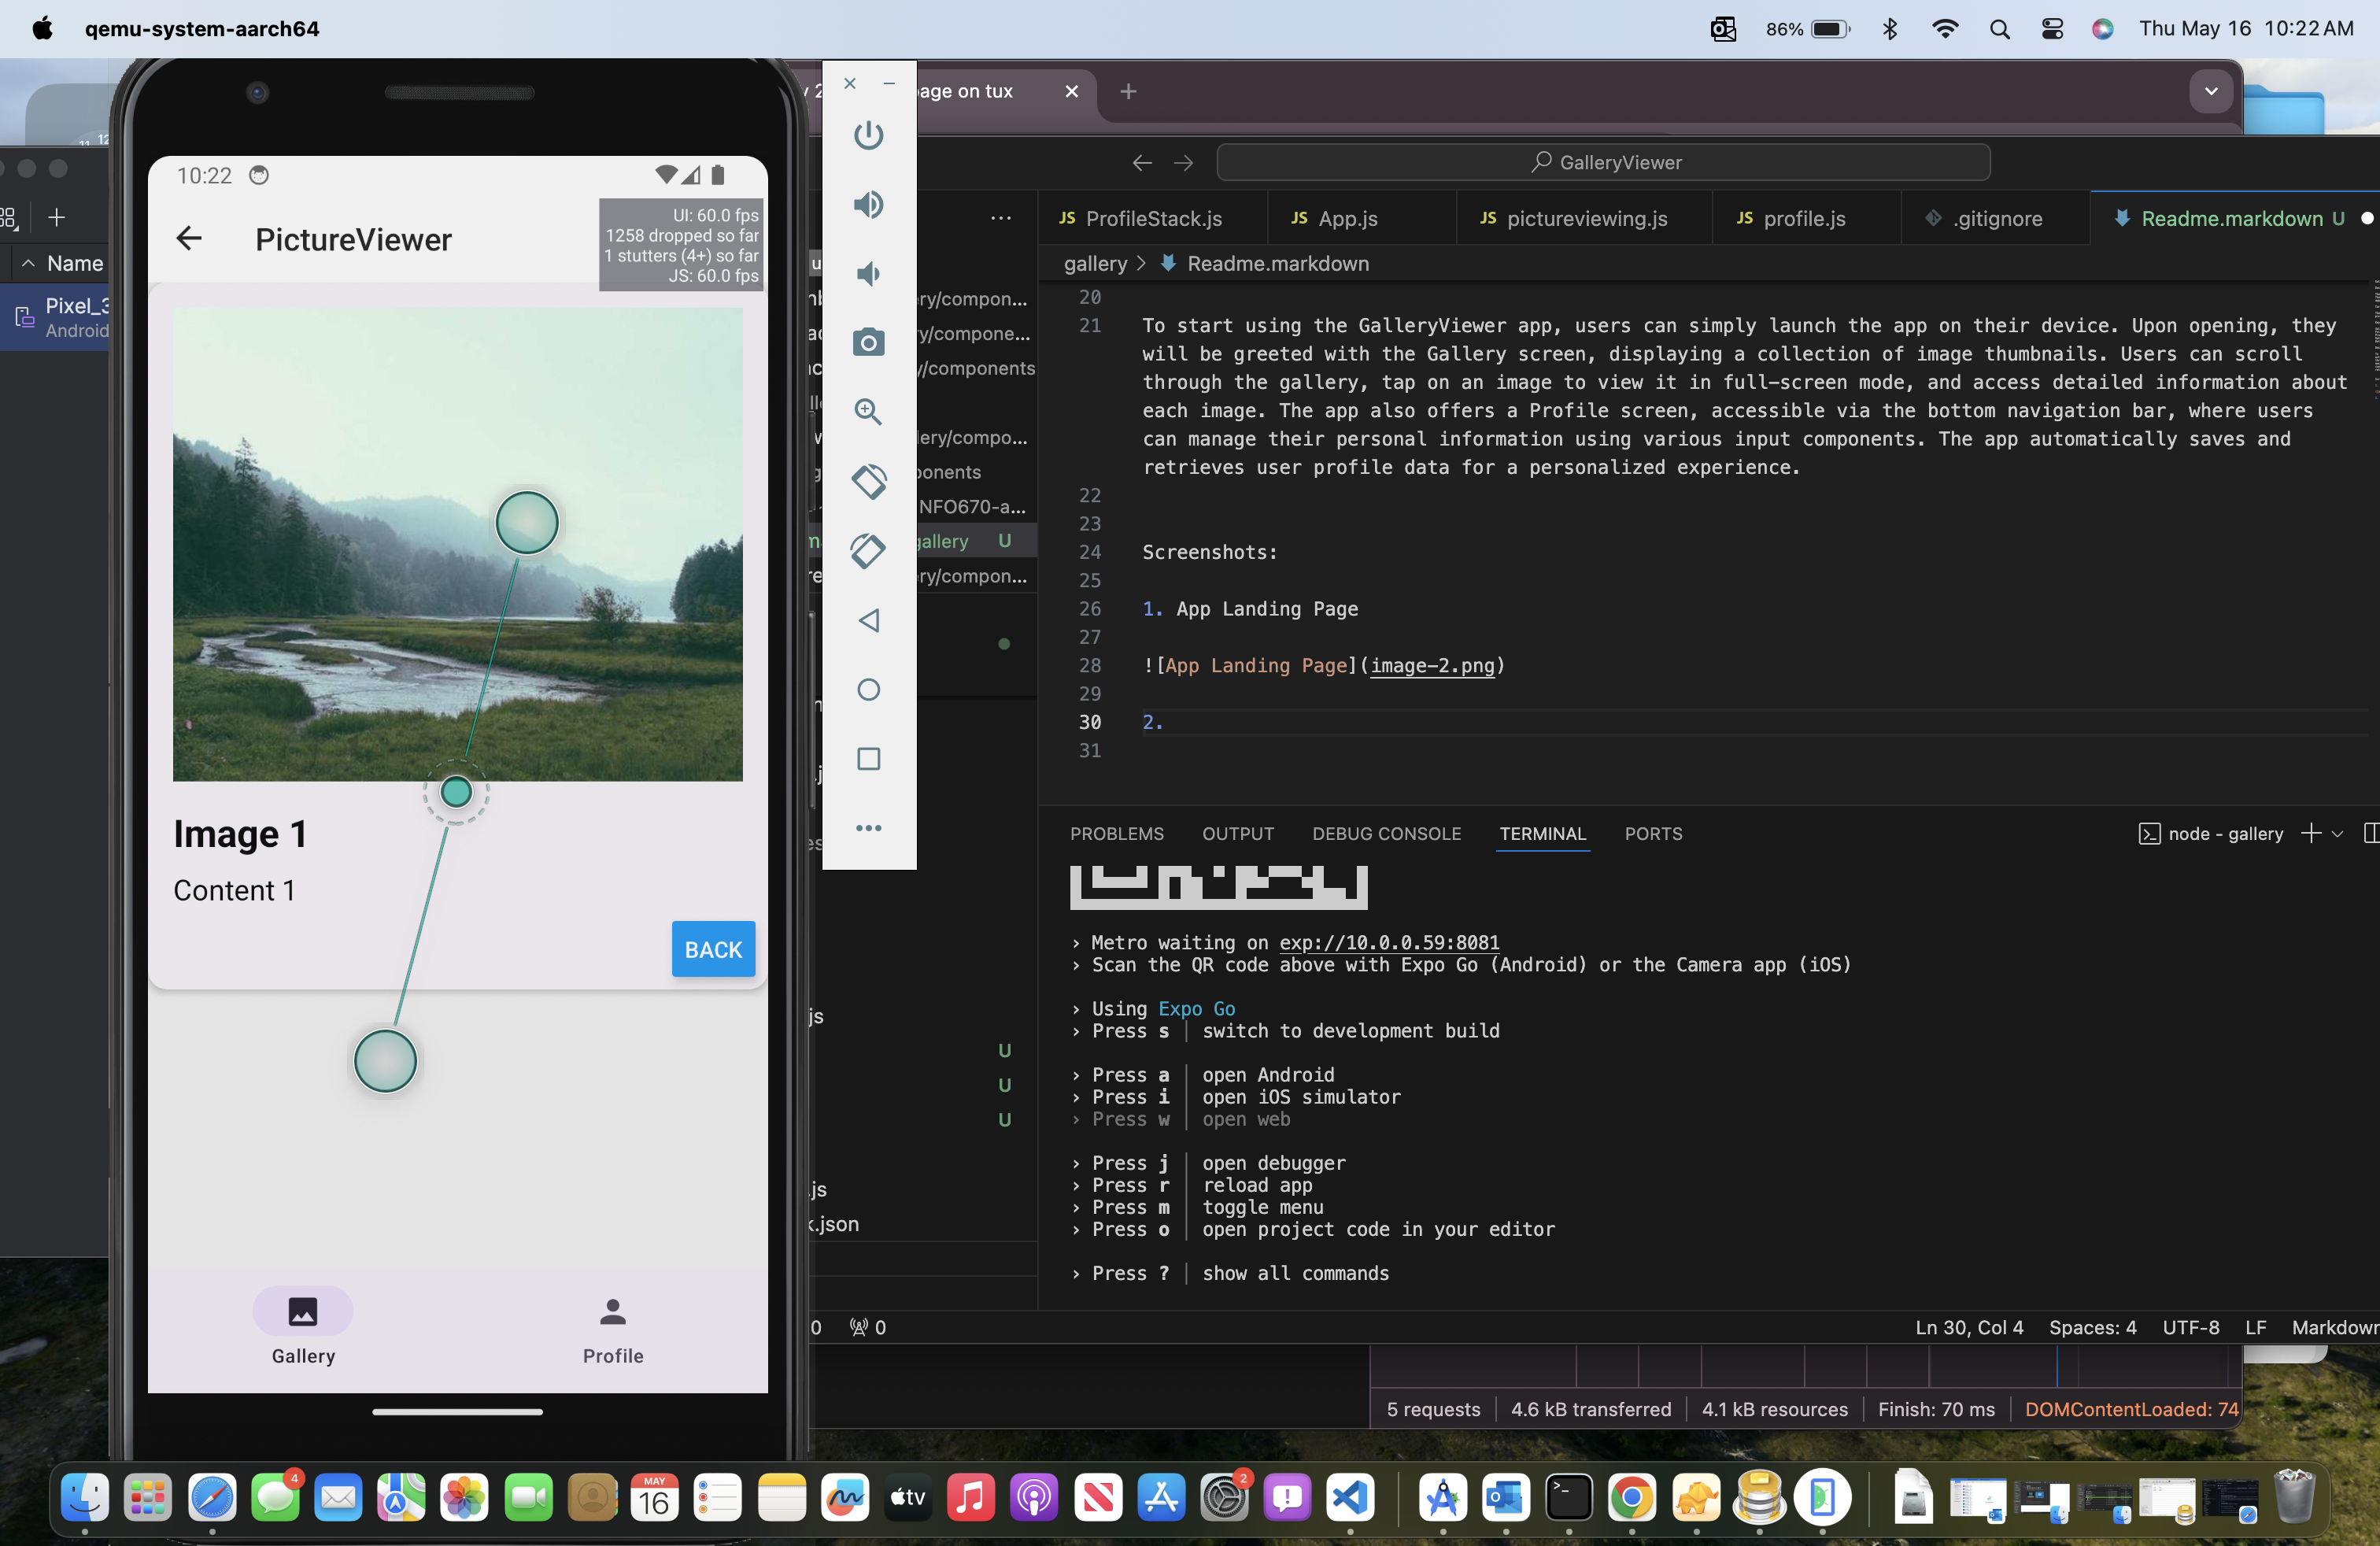 qemu-system-aarch64
86%
Thu May 16 10:22 AM
11 12
Name
Pixel_3
Android
10:22
PictureViewer
UI: 60.0 fps
1258 dropped so far
1 stutters (4+) so far
JS: 60.0 fps
Image 1
Content 1
BACK
Gallery
Profile
age on tux
GalleryViewer
JS ProfileStack.js
JS App.js
JS pictureviewing.js
JS profile.js
.gitignore
Readme.markdown U
gallery > Readme.markdown
ry/compon...
y/compone...
y/components
lery/compo...
onents
NFO670-a...
gallery U
ry/compon...
js
U
U
U
.js
.json
20
21 To start using the GalleryViewer app, users can simply launch the app on their device. Upon opening, they
will be greeted with the Gallery screen, displaying a collection of image thumbnails. Users can scroll
through the gallery, tap on an image to view it in full-screen mode, and access detailed information about
each image. The app also offers a Profile screen, accessible via the bottom navigation bar, where users
can manage their personal information using various input components. The app automatically saves and
retrieves user profile data for a personalized experience.
22
23
24 Screenshots:
25
26 1. App Landing Page
27
28 ![App Landing Page](image-2.png)
29
30 2.
31
PROBLEMS OUTPUT DEBUG CONSOLE TERMINAL PORTS
node - gallery
› Metro waiting on exp://10.0.0.59:8081
› Scan the QR code above with Expo Go (Android) or the Camera app (iOS)
› Using Expo Go
› Press s │ switch to development build
› Press a │ open Android
› Press i │ open iOS simulator
› Press w │ open web
› Press j │ open debugger
› Press r │ reload app
› Press m │ toggle menu
› Press o │ open project code in your editor
› Press ? │ show all commands
0 0
Ln 30, Col 4 Spaces: 4 UTF-8 LF Markdown
5 requests 4.6 kB transferred 4.1 kB resources Finish: 70 ms DOMContentLoaded: 74
4
MAY
16
tv
2